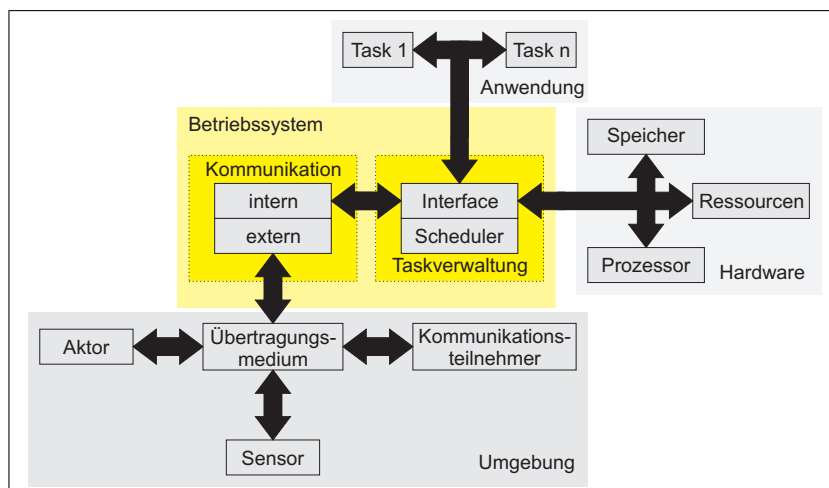 Task 1
Task n
Anwendung
Betriebssystem
Speicher
Kommunikation
intern
extern
Interface
Scheduler
Taskverwaltung
Ressourcen
Prozessor
Hardware
Aktor
Übertragungs-
medium
Kommunikations-
teilnehmer
Sensor
Umgebung